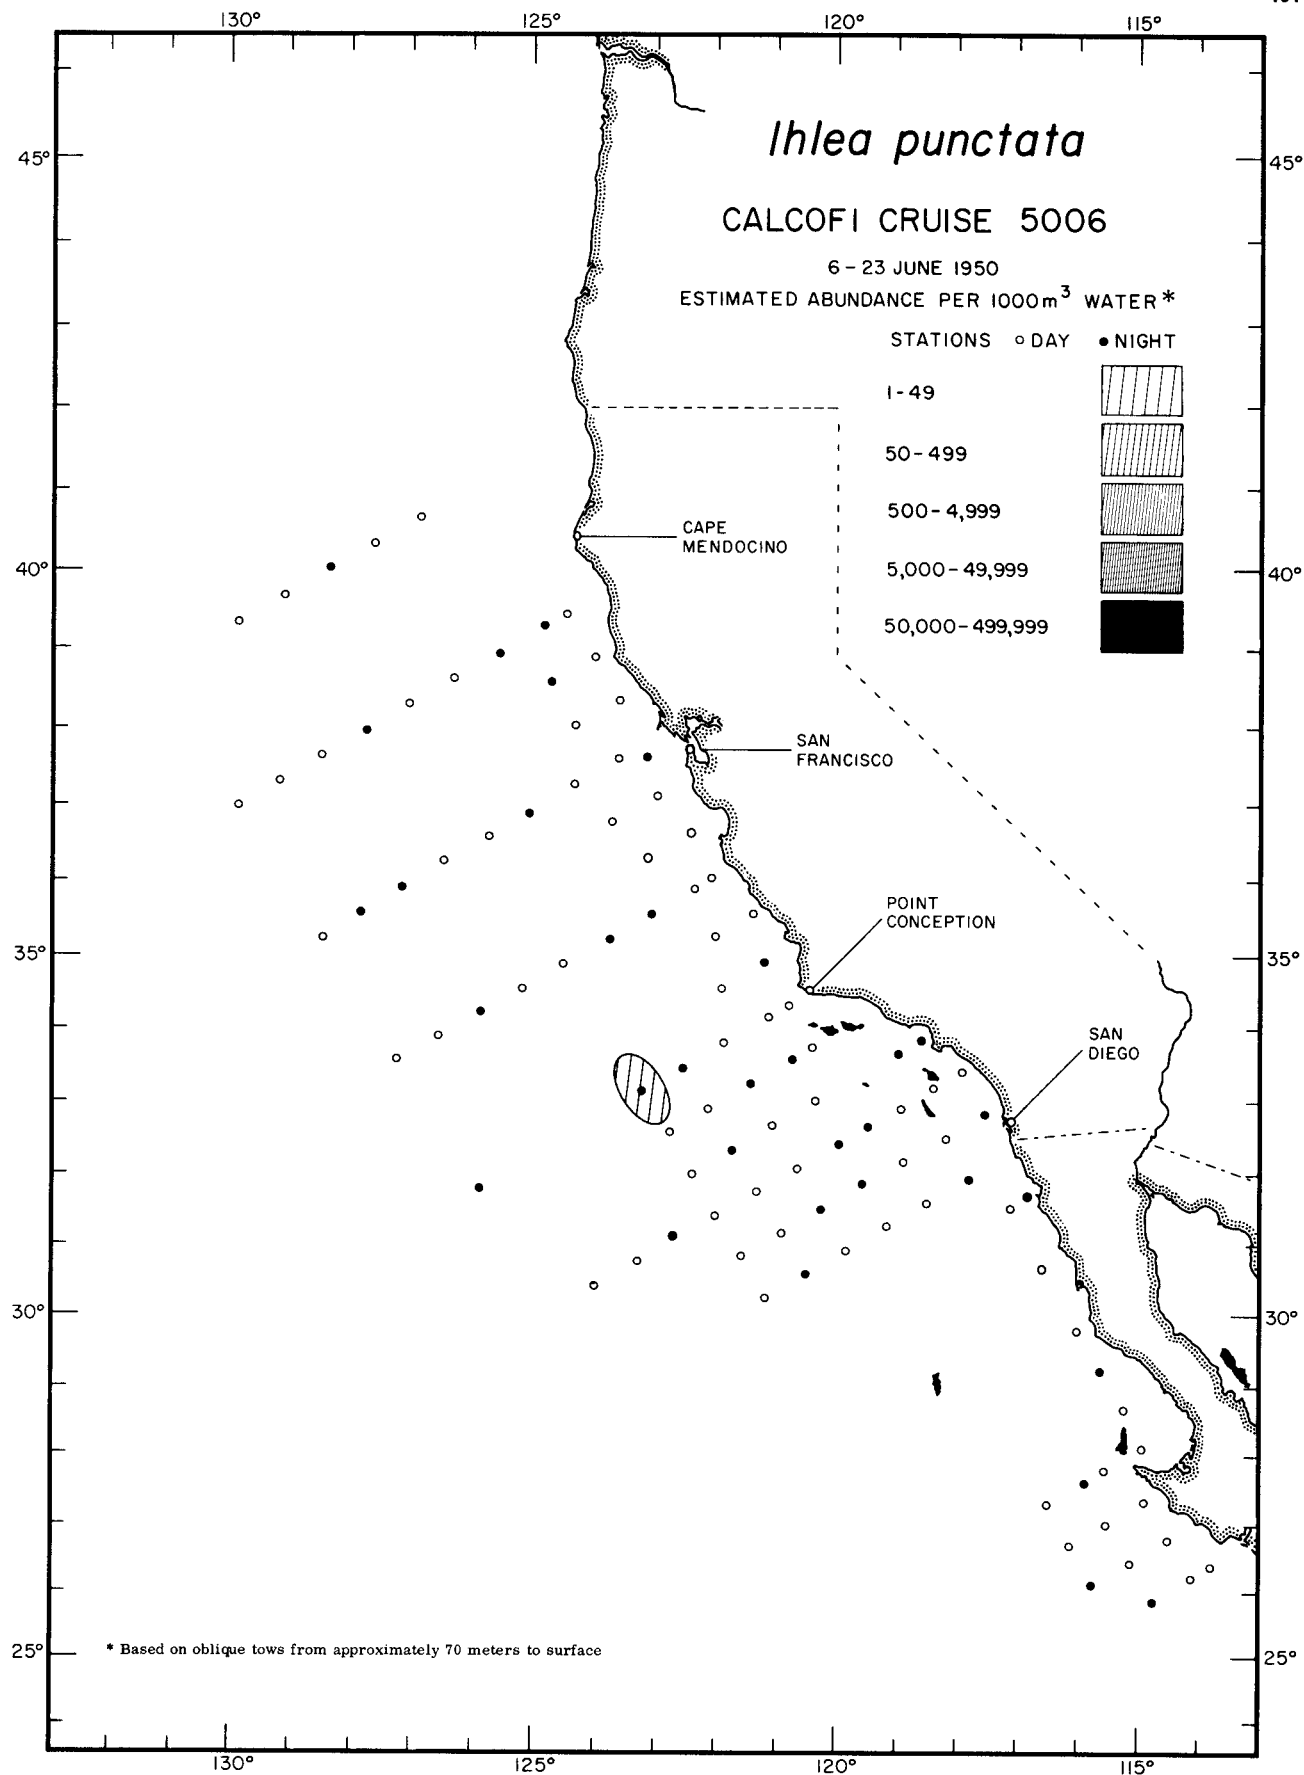 130° 125° 120° 115°
45° 45°
Ihlea punctata
CALCOFI CRUISE 5006
6-23 JUNE 1950
ESTIMATED ABUNDANCE PER 1000m³ WATER*
STATIONS ○ DAY ● NIGHT
1-49
50-499
500-4,999
5,000-49,999
50,000-499,999
CAPE
MENDOCINO
40° 40°
SAN
FRANCISCO
POINT
CONCEPTION
35° 35°
SAN
DIEGO
30° 30°
* Based on oblique tows from approximately 70 meters to surface
25° 25°
130° 125° 120° 115°